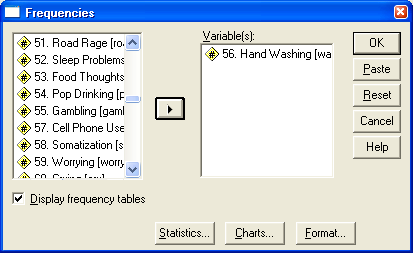 Frequencies
51. Road Rage [roa
52. Sleep Problems
53. Food Thoughts
54. Pop Drinking [p
55. Gambling [gaml
57. Cell Phone Use
58. Somatization [s
59. Worrying [worry
Variable(s):
56. Hand Washing [wa
OK
Paste
Reset
Cancel
Help
Display frequency tables
Statistics...
Charts...
Format...